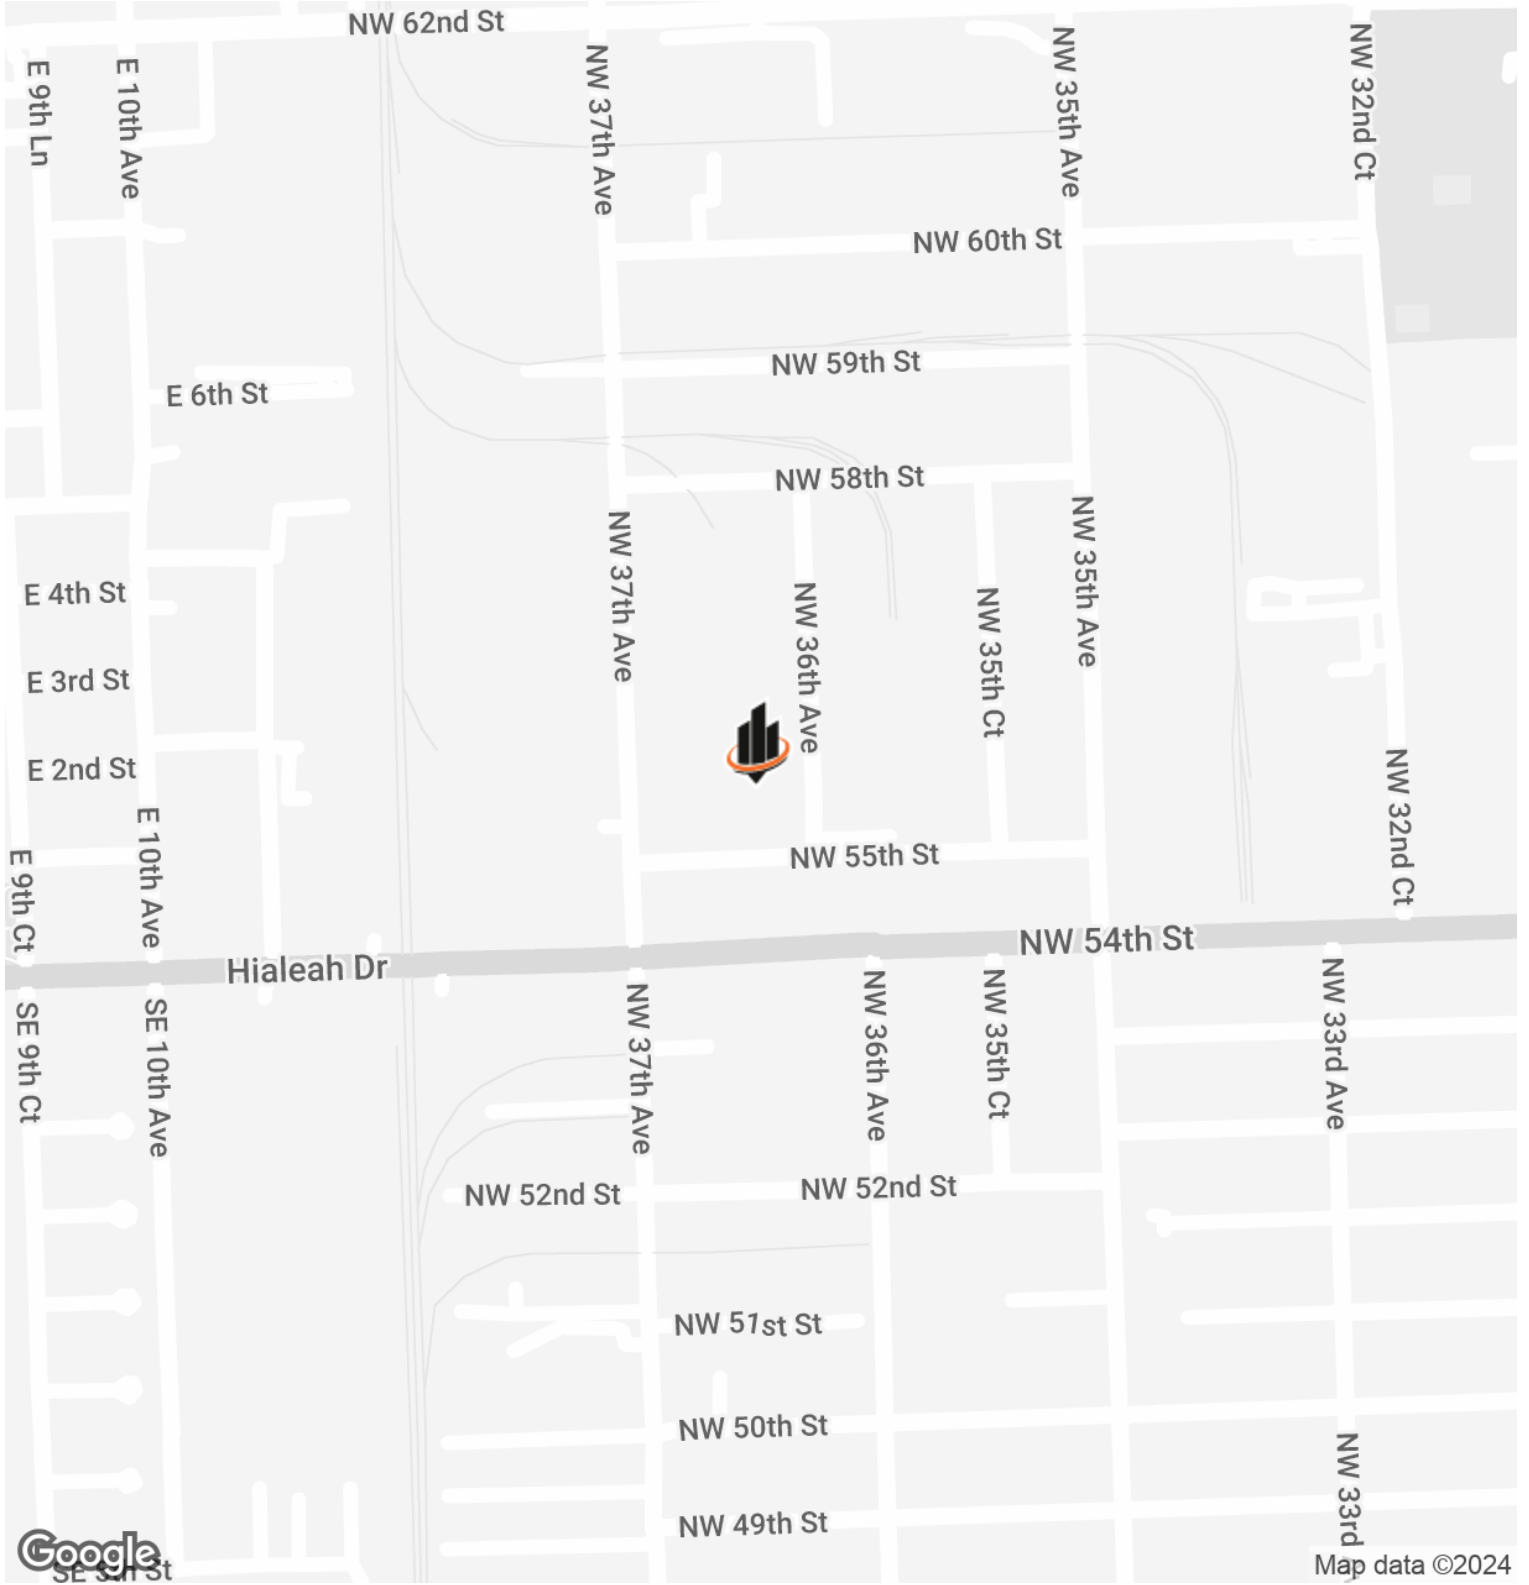 NW 62nd St
E 9th Ln
E 10th Ave
NW 37th Ave
NW 35th Ave
NW 32nd Ct
NW 60th St
NW 59th St
E 6th St
NW 58th St
NW 37th Ave
NW 35th Ave
E 4th St
NW 36th Ave
NW 35th Ct
E 3rd St
E 2nd St
NW 32nd Ct
E 10th Ave
E 9th Ct
NW 55th St
NW 54th St
Hialeah Dr
NW 33rd Ave
NW 36th Ave
NW 35th Ct
NW 37th Ave
SE 10th Ave
SE 9th Ct
NW 52nd St
NW 52nd St
NW 51st St
NW 50th St
NW 33rd
NW 49th St
Google
SE 5th St
Map data ©2024